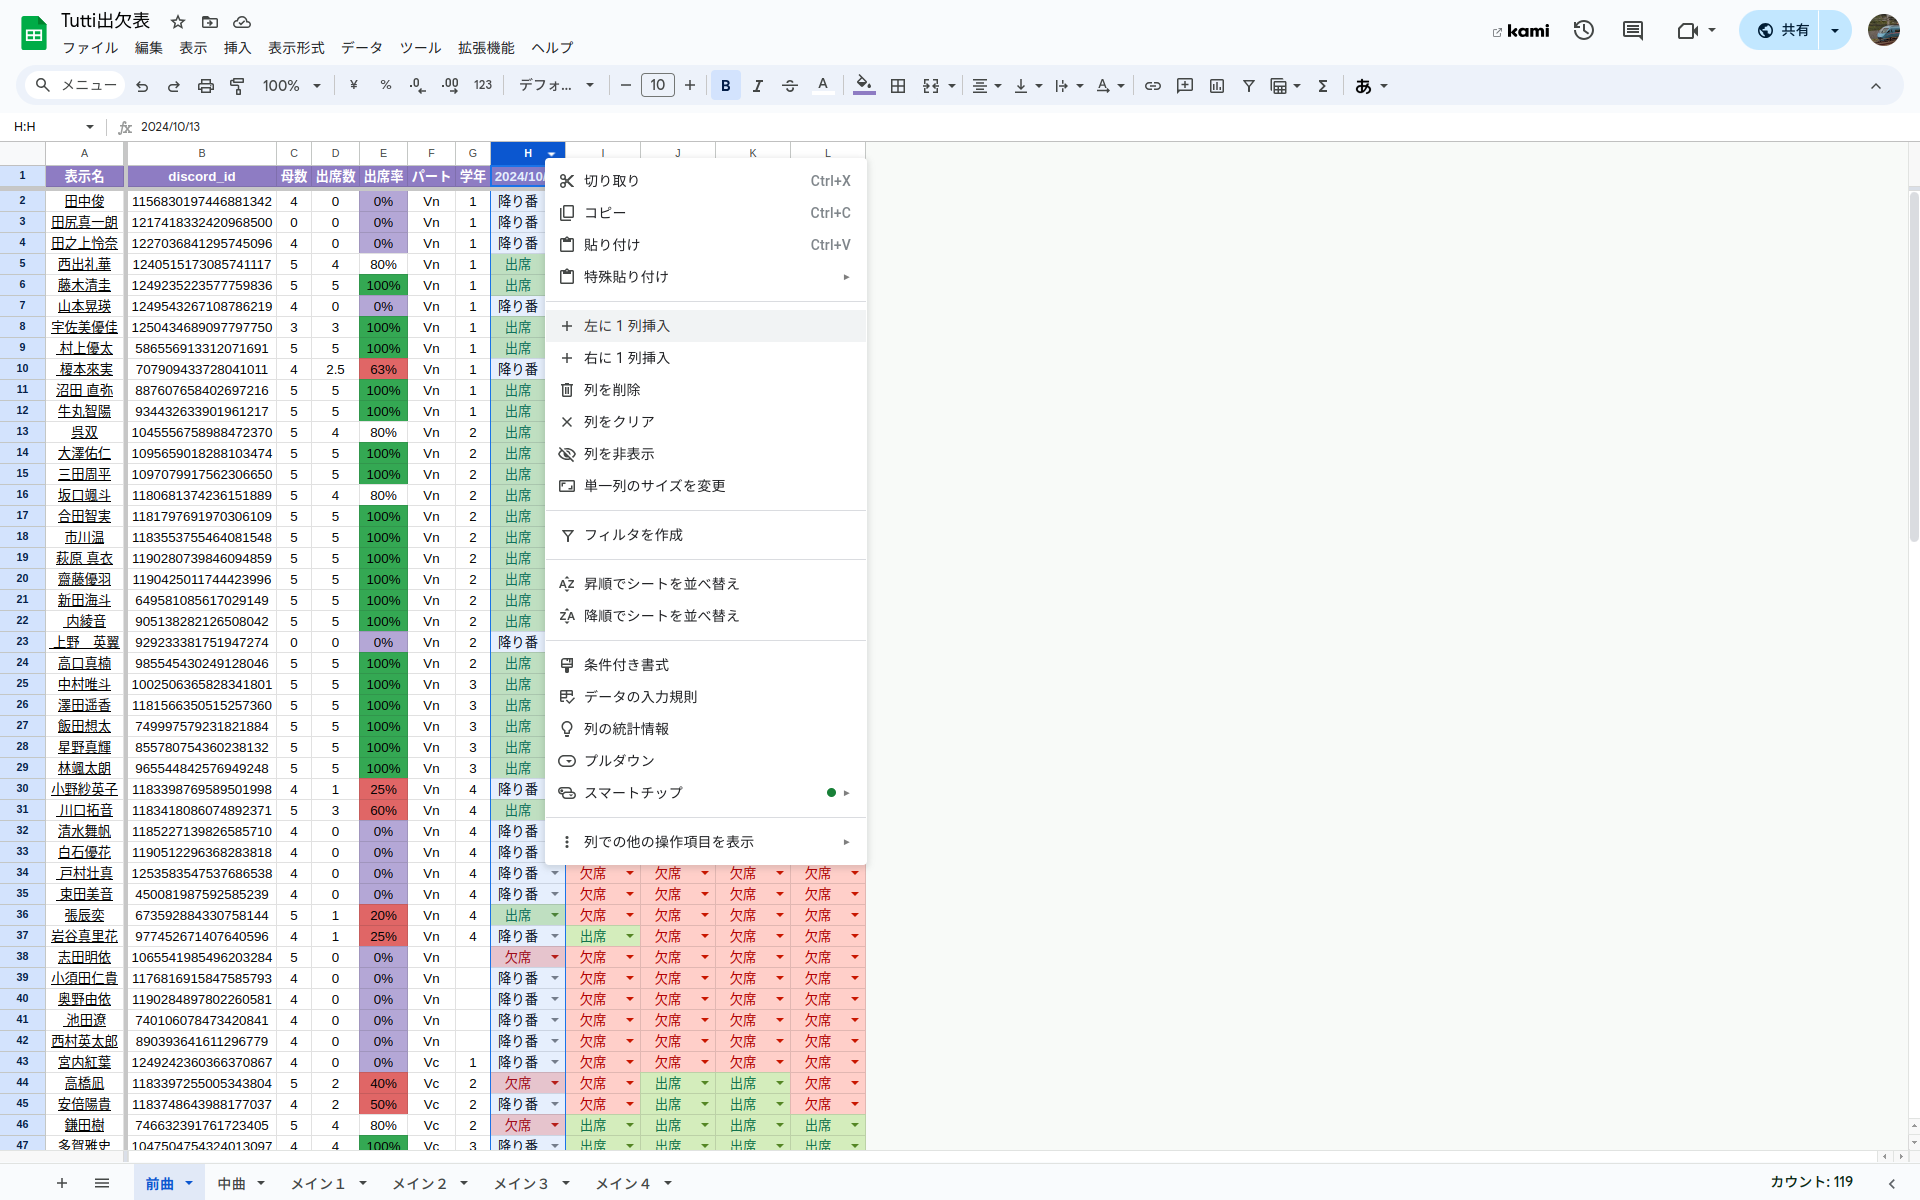 Tutti出欠表
ファイル 編集 表示 挿入 表示形式 データ ツール 拡張機能 ヘルプ
kami
共有
メニュー 100% ¥ % .0 .00 123 デフォ... 10 B I A Σ あ
H:H fx 2024/10/13
A B C D E F G H I J K L
1 表示名 discord_id 母数 出席数 出席率 パート 学年 2024/10/
2 田中俊 1156830197446881342 4 0 0% Vn 1 降り番
3 田尻真一朗 1217418332420968500 0 0 0% Vn 1 降り番
4 田之上怜奈 1227036841295745096 4 0 0% Vn 1 降り番
5 西出礼華 1240515173085741117 5 4 80% Vn 1 出席
6 藤木清圭 1249235223577759836 5 5 100% Vn 1 出席
7 山本晃瑛 1249543267108786219 4 0 0% Vn 1 降り番
8 宇佐美優佳 1250434689097797750 3 3 100% Vn 1 出席
9 村上優太 586556913312071691 5 5 100% Vn 1 出席
10 榎本來実 707909433728041011 4 2.5 63% Vn 1 降り番
11 沼田 直弥 887607658402697216 5 5 100% Vn 1 出席
12 牛丸智陽 934432633901961217 5 5 100% Vn 1 出席
13 呉双 1045556758988472370 5 4 80% Vn 2 出席
14 大澤佑仁 1095659018288103474 5 5 100% Vn 2 出席
15 三田周平 1097079917562306650 5 5 100% Vn 2 出席
16 坂口颯斗 1180681374236151889 5 4 80% Vn 2 出席
17 合田智実 1181797691970306109 5 5 100% Vn 2 出席
18 市川温 1183553755464081548 5 5 100% Vn 2 出席
19 萩原 真衣 1190280739846094859 5 5 100% Vn 2 出席
20 齋藤優羽 1190425011744423996 5 5 100% Vn 2 出席
21 新田海斗 649581085617029149 5 5 100% Vn 2 出席
22 内綾音 905138282126508042 5 5 100% Vn 2 出席
23 上野　英翼 929233381751947274 0 0 0% Vn 2 降り番
24 高口真楠 985545430249128046 5 5 100% Vn 2 出席
25 中村唯斗 1002506365828341801 5 5 100% Vn 3 出席
26 澤田遥香 1181566350515257360 5 5 100% Vn 3 出席
27 飯田想太 749997579231821884 5 5 100% Vn 3 出席
28 星野真輝 855780754360238132 5 5 100% Vn 3 出席
29 林颯太朗 965544842576949248 5 5 100% Vn 3 出席
30 小野紗英子 1183398769589501998 4 1 25% Vn 4 降り番
31 川口拓音 1183418086074892371 5 3 60% Vn 4 出席
32 清水舞帆 1185227139826585710 4 0 0% Vn 4 降り番
33 白石優花 1190512296368283818 4 0 0% Vn 4 降り番
34 戸村壮真 1253583547537686538 4 0 0% Vn 4 降り番 欠席 欠席 欠席 欠席
35 束田美音 450081987592585239 4 0 0% Vn 4 降り番 欠席 欠席 欠席 欠席
36 張辰奕 673592884330758144 5 1 20% Vn 4 出席 欠席 欠席 欠席 欠席
37 岩谷真里花 977452671407640596 4 1 25% Vn 4 降り番 出席 欠席 欠席 欠席
38 志田明依 1065541985496203284 5 0 0% Vn 欠席 欠席 欠席 欠席 欠席
39 小須田仁貴 1176816915847585793 4 0 0% Vn 降り番 欠席 欠席 欠席 欠席
40 奥野由依 1190284897802260581 4 0 0% Vn 降り番 欠席 欠席 欠席 欠席
41 池田遼 740106078473420841 4 0 0% Vn 降り番 欠席 欠席 欠席 欠席
42 西村英太郎 890393641611296779 4 0 0% Vn 降り番 欠席 欠席 欠席 欠席
43 宮内紅葉 1249242360366370867 4 0 0% Vc 1 降り番 欠席 欠席 欠席 欠席
44 高橋凪 1183397255005343804 5 2 40% Vc 2 欠席 欠席 出席 出席 欠席
45 安倍陽貴 1183748643988177037 4 2 50% Vc 2 降り番 欠席 出席 出席 欠席
46 鎌田樹 746632391761723405 5 4 80% Vc 2 欠席 出席 出席 出席 出席
47 多賀雅史 1047504754324013097 4 4 100% Vc 3 降り番 出席 出席 出席 出席
切り取り Ctrl+X
コピー Ctrl+C
貼り付け Ctrl+V
特殊貼り付け
左に 1 列挿入
右に 1 列挿入
列を削除
列をクリア
列を非表示
単一列のサイズを変更
フィルタを作成
昇順でシートを並べ替え
降順でシートを並べ替え
条件付き書式
データの入力規則
列の統計情報
プルダウン
スマートチップ
列での他の操作項目を表示
前曲 中曲 メイン１ メイン２ メイン３ メイン４
カウント: 119